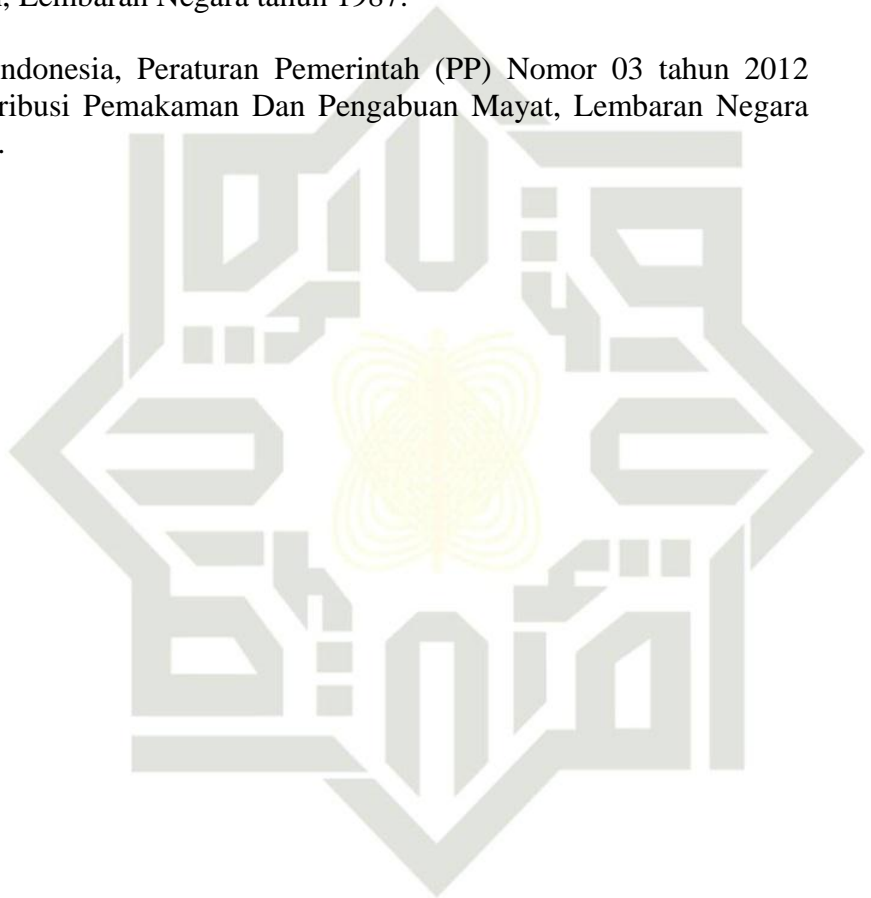 , Lembaran Negara tahun 1987.
ndonesia, Peraturan Pemerintah (PP) Nomor 03 tahun 2012
ribusi Pemakaman Dan Pengabuan Mayat, Lembaran Negara
.